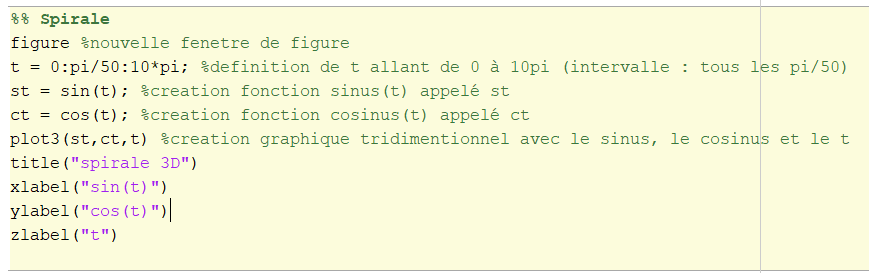 %% Spirale
figure %nouvelle fenetre de figure
t = 0:pi/50:10*pi; %definition de t allant de 0 à 10pi (intervalle : tous les pi/50)
st = sin(t); %creation fonction sinus(t) appelé st
ct = cos(t); %creation fonction cosinus(t) appelé ct
plot3(st,ct,t) %creation graphique tridimentionnel avec le sinus, le cosinus et le t
title("spirale 3D")
xlabel("sin(t)")
ylabel("cos(t)")
zlabel("t")